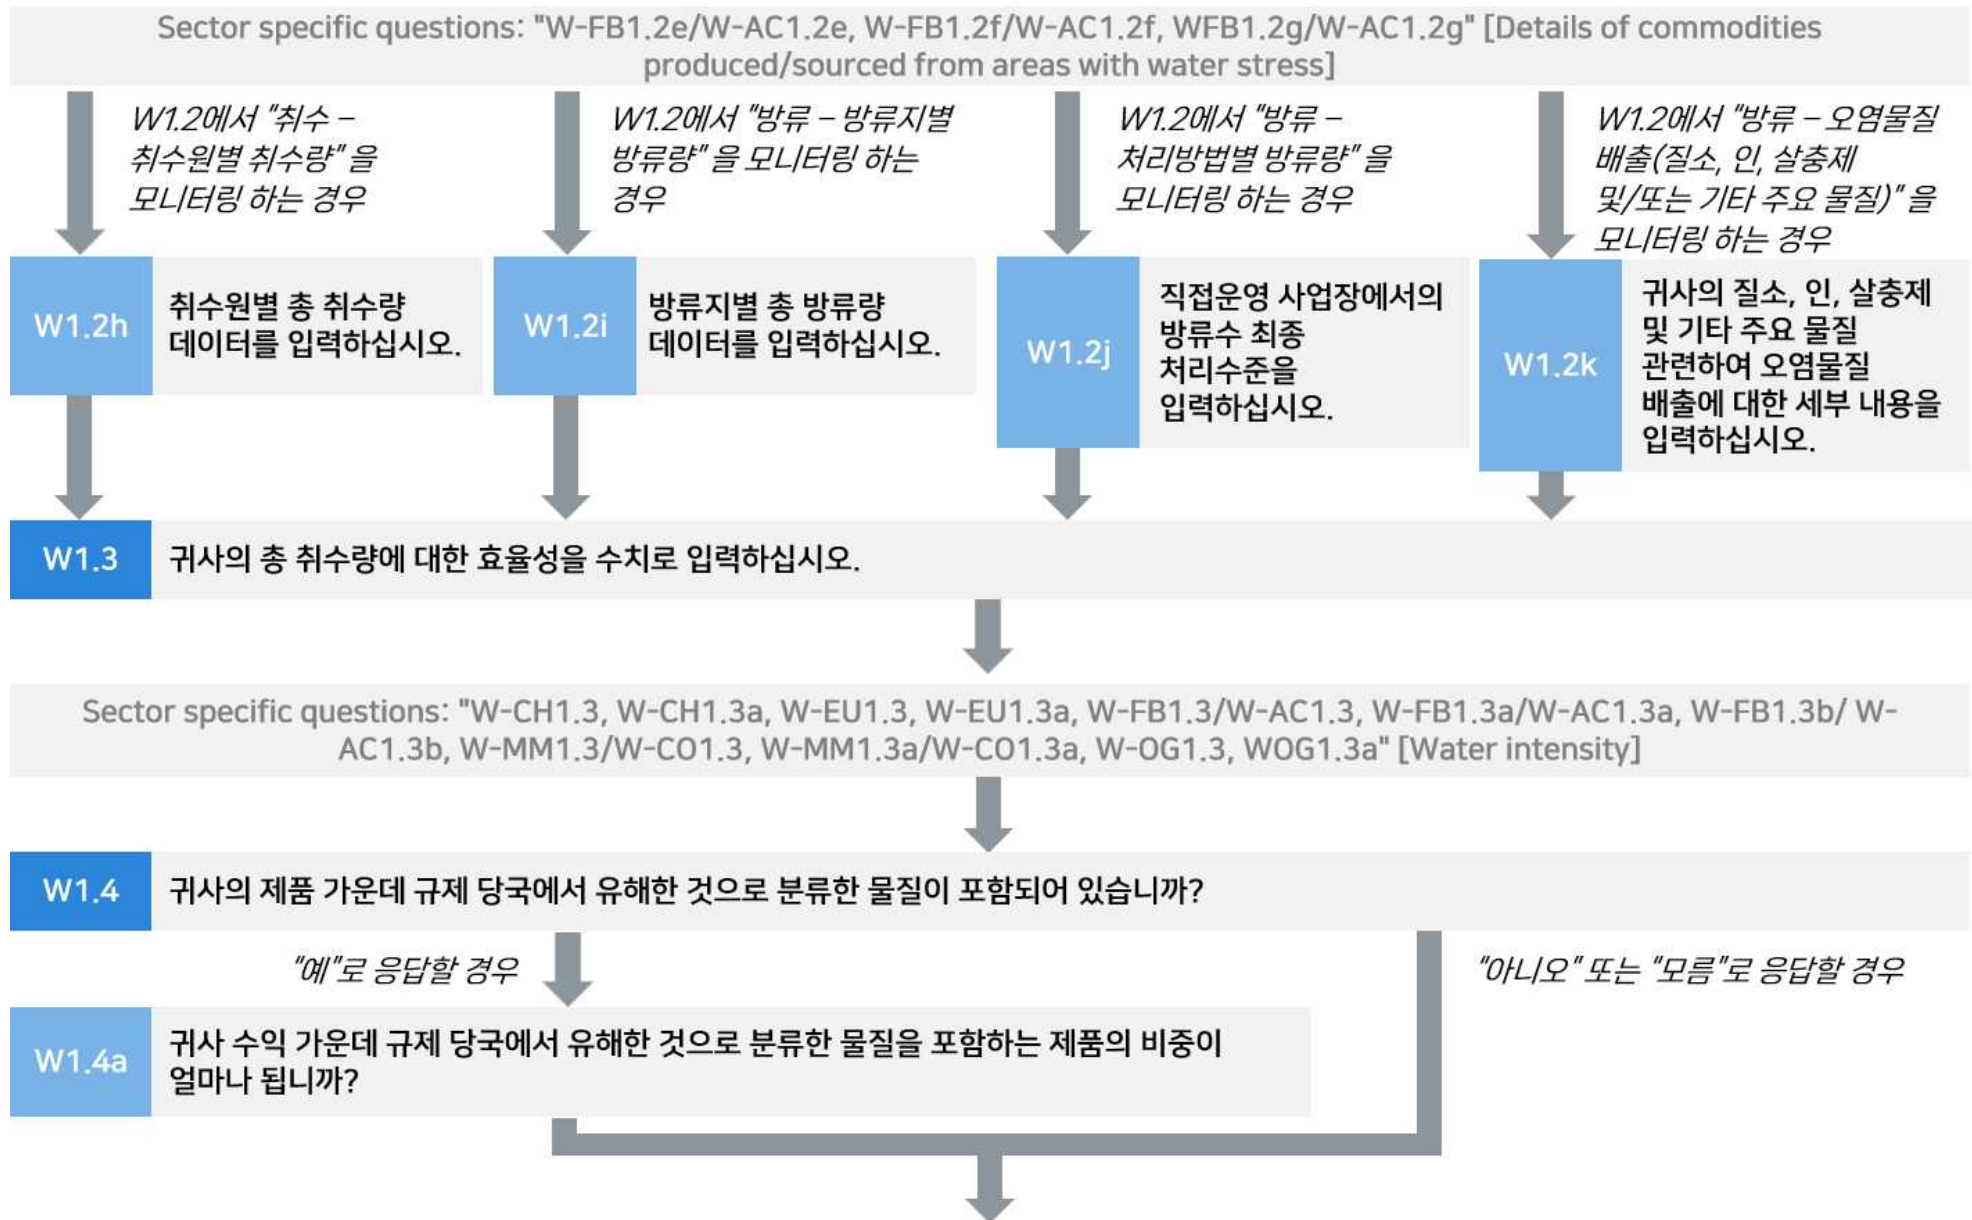 Sector specific questions: "W-FB1.2e/W-AC1.2e, W-FB1.2f/W-AC1.2f, WFB1.2g/W-AC1.2g" [Details of commodities
produced/sourced from areas with water stress]
W1.2에서 "취수 –
취수원별 취수량" 을
모니터링 하는 경우
W1.2에서 "방류 – 방류지별
방류량" 을 모니터링 하는
경우
W1.2에서 "방류 –
처리방법별 방류량" 을
모니터링 하는 경우
W1.2에서 "방류 – 오염물질
배출(질소, 인, 살충제
및/또는 기타 주요 물질)" 을
모니터링 하는 경우
W1.2h
취수원별 총 취수량
데이터를 입력하십시오.
W1.2i
방류지별 총 방류량
데이터를 입력하십시오.
W1.2j
직접운영 사업장에서의
방류수 최종
처리수준을
입력하십시오.
W1.2k
귀사의 질소, 인, 살충제
및 기타 주요 물질
관련하여 오염물질
배출에 대한 세부 내용을
입력하십시오.
W1.3
귀사의 총 취수량에 대한 효율성을 수치로 입력하십시오.
Sector specific questions: "W-CH1.3, W-CH1.3a, W-EU1.3, W-EU1.3a, W-FB1.3/W-AC1.3, W-FB1.3a/W-AC1.3a, W-FB1.3b/ W-
AC1.3b, W-MM1.3/W-CO1.3, W-MM1.3a/W-CO1.3a, W-OG1.3, WOG1.3a" [Water intensity]
W1.4
귀사의 제품 가운데 규제 당국에서 유해한 것으로 분류한 물질이 포함되어 있습니까?
"예"로 응답할 경우
"아니오" 또는 "모름"로 응답할 경우
W1.4a
귀사 수익 가운데 규제 당국에서 유해한 것으로 분류한 물질을 포함하는 제품의 비중이
얼마나 됩니까?